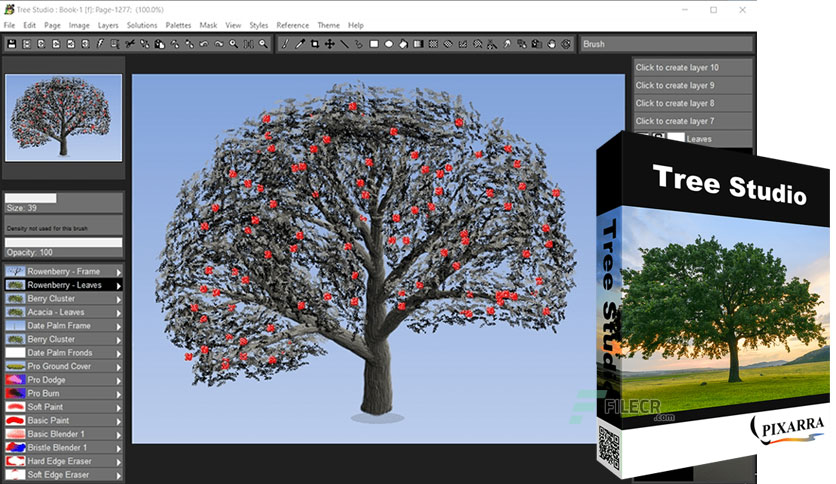 Tree Studio : Book-1 [f]: Page-1277; (100.0%)
File Edit Page Image Layers Solutions Palettes Mask View Styles Reference Theme Help
Brush
Click to create layer 10
Click to create layer 9
Click to create layer 8
Click to create layer 7
Leaves
Size: 39
Density not used for this brush
Opacity: 100
Rowenberry - Frame
Rowenberry - Leaves
Berry Cluster
Acacia - Leaves
Date Palm Frame
Berry Cluster
Date Palm Fronds
Pro Ground Cover
Pro Dodge
Pro Burn
Soft Paint
Basic Paint
Basic Blender 1
Bristle Blender 1
Hard Edge Eraser
Soft Edge Eraser
Tree Studio
Tree Studio
FILECR
.com
PIXARRA